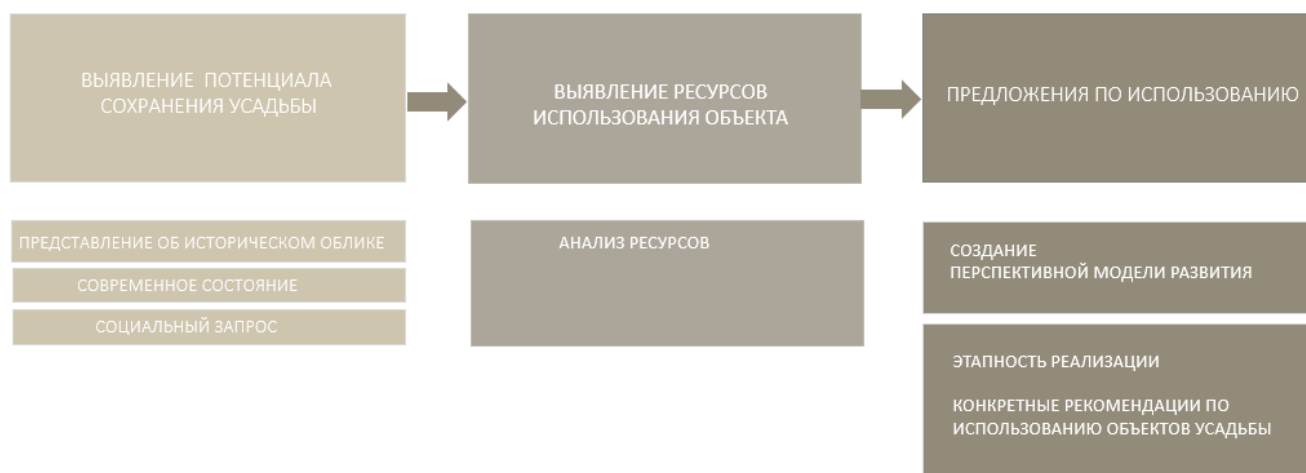 ВЫЯВЛЕНИЕ ПОТЕНЦИАЛА
СОХРАНЕНИЯ УСАДЬБЫ
ВЫЯВЛЕНИЕ РЕСУРСОВ
ИСПОЛЬЗОВАНИЯ ОБЪЕКТА
ПРЕДЛОЖЕНИЯ ПО ИСПОЛЬЗОВАНИЮ
ПРЕДСТАВЛЕНИЕ ОБ ИСТОРИЧЕСКОМ ОБЛИКЕ
СОВРЕМЕННОЕ СОСТОЯНИЕ
СОЦИАЛЬНЫЙ ЗАПРОС
АНАЛИЗ РЕСУРСОВ
СОЗДАНИЕ
ПЕРСПЕКТИВНОЙ МОДЕЛИ РАЗВИТИЯ
ЭТАПНОСТЬ РЕАЛИЗАЦИИ
КОНКРЕТНЫЕ РЕКОМЕНДАЦИИ ПО
ИСПОЛЬЗОВАНИЮ ОБЪЕКТОВ УСАДЬБЫ